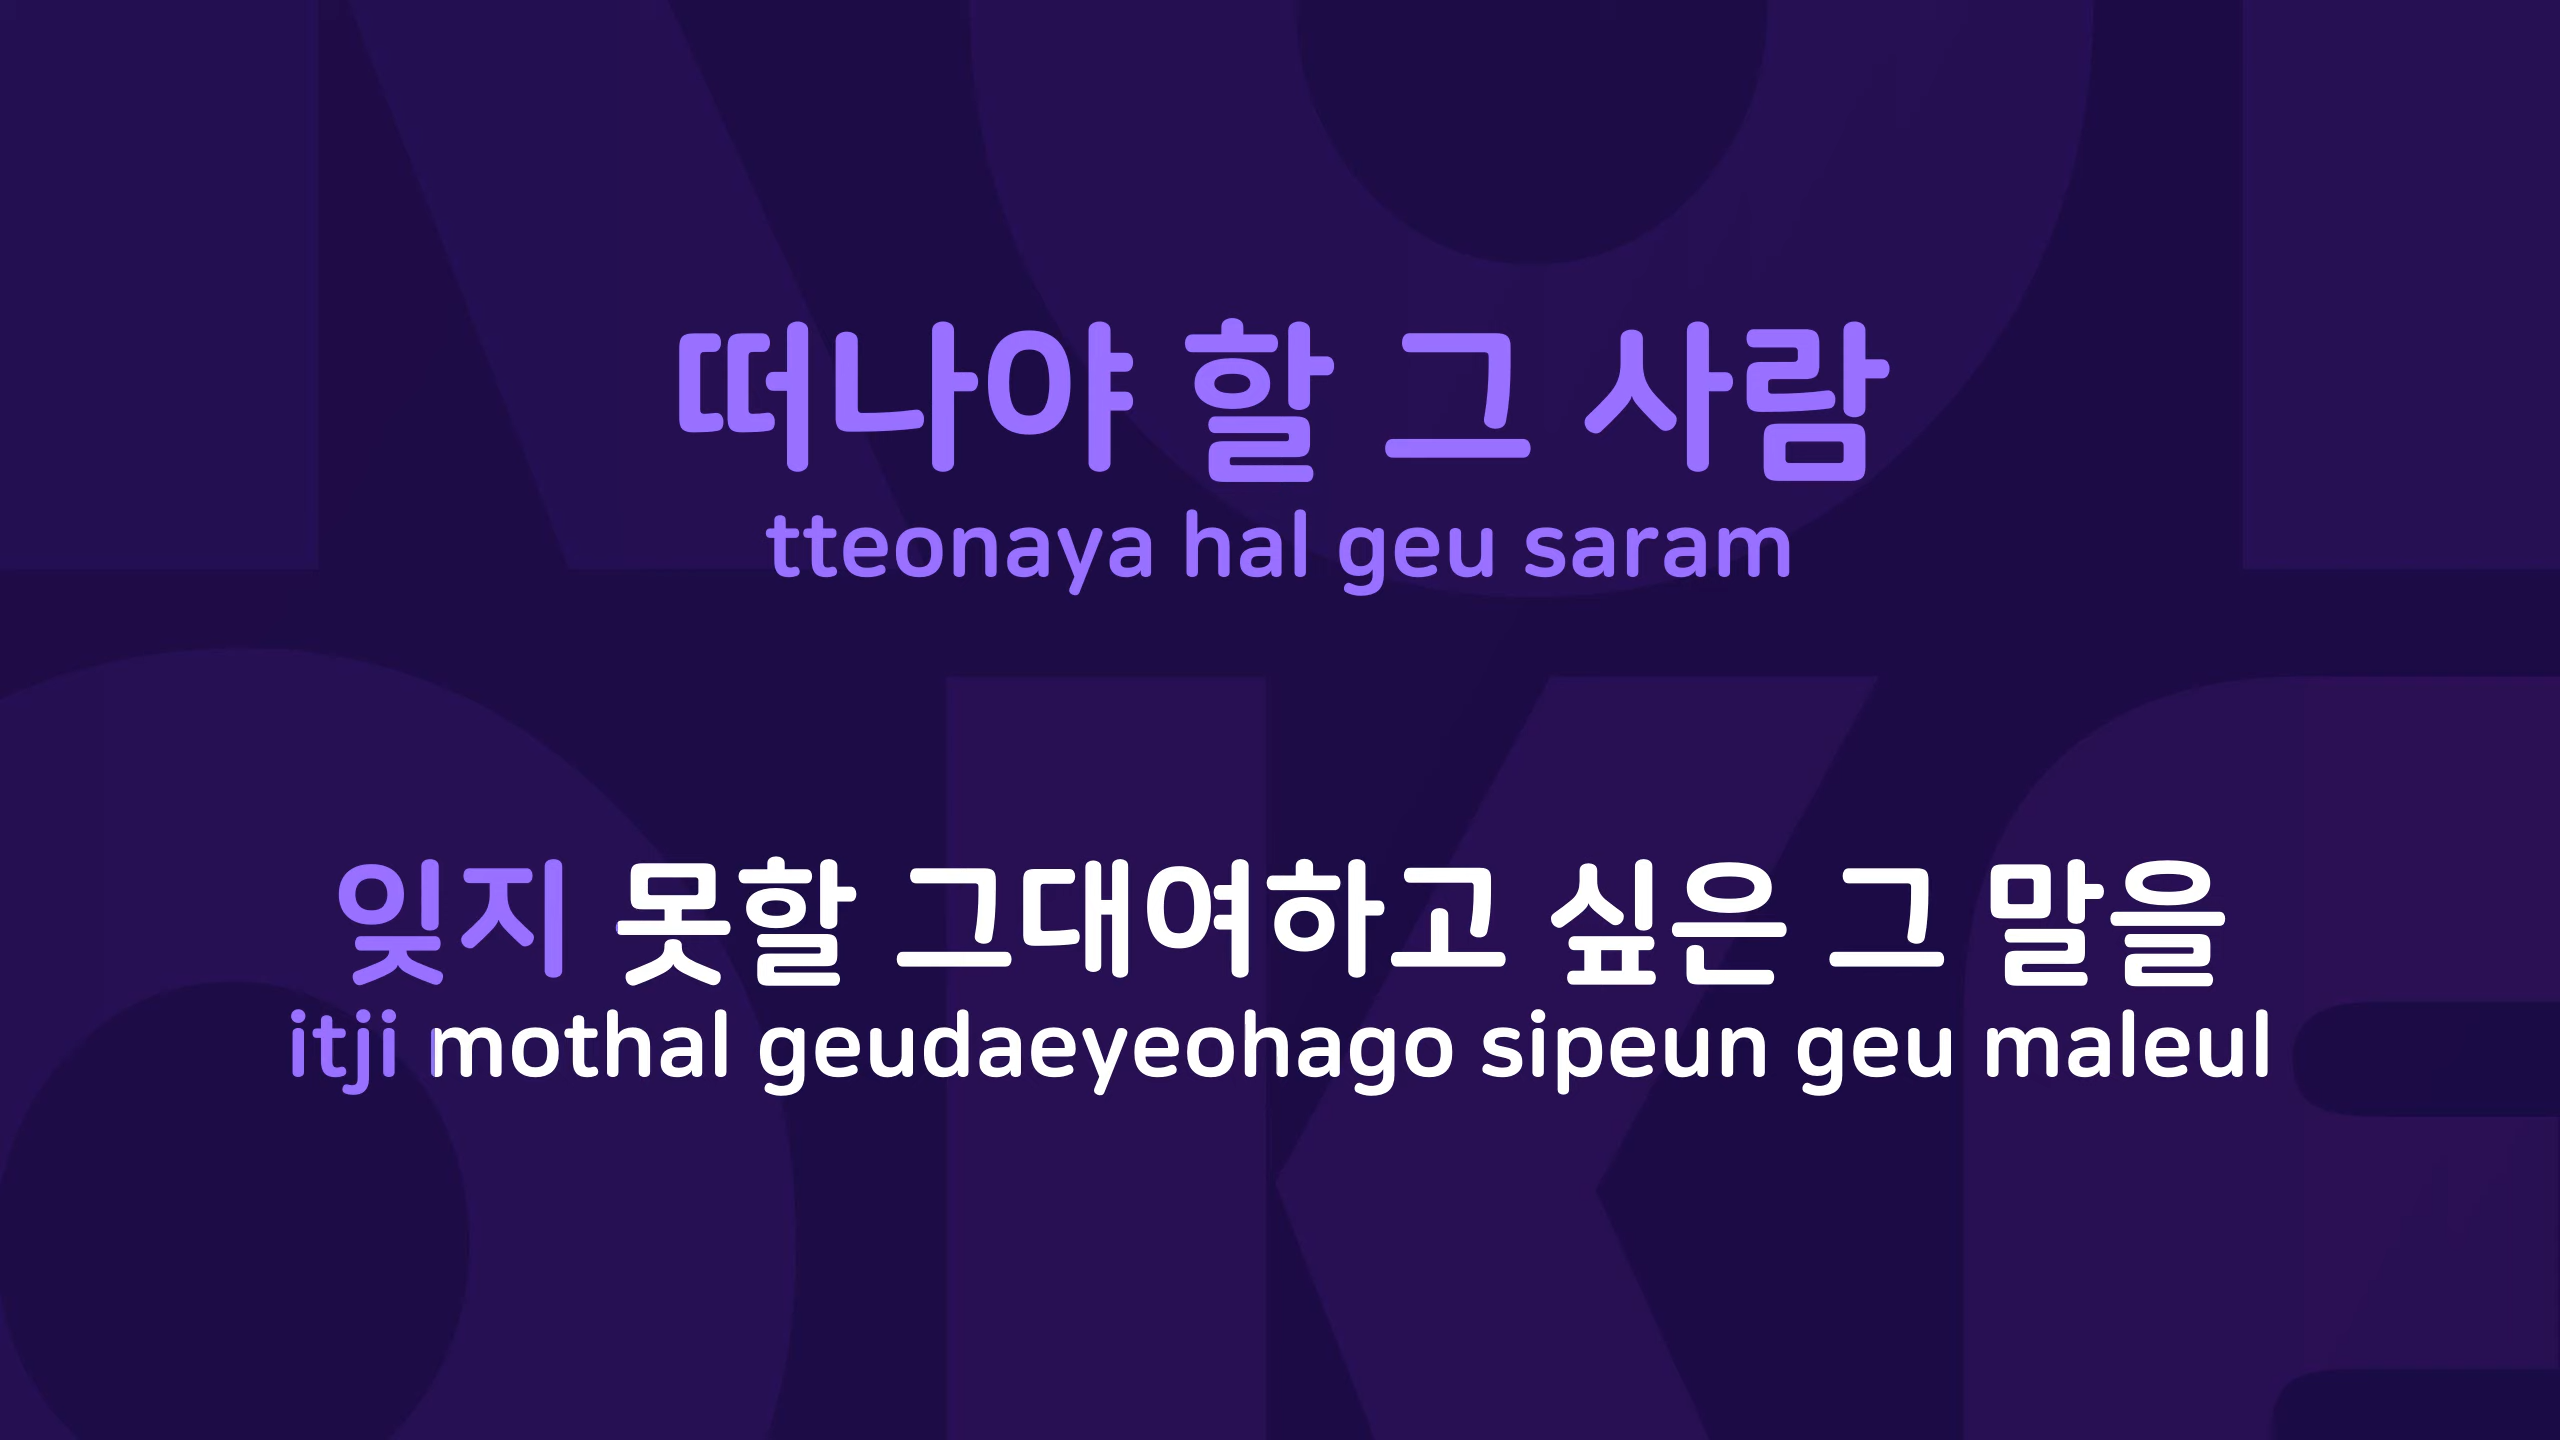 떠나야 할 그 사람
tteonaya hal geu saram
잊지 못할 그대여하고 싶은 그 말을
itji mothal geudaeyeohago sipeun geu maleul